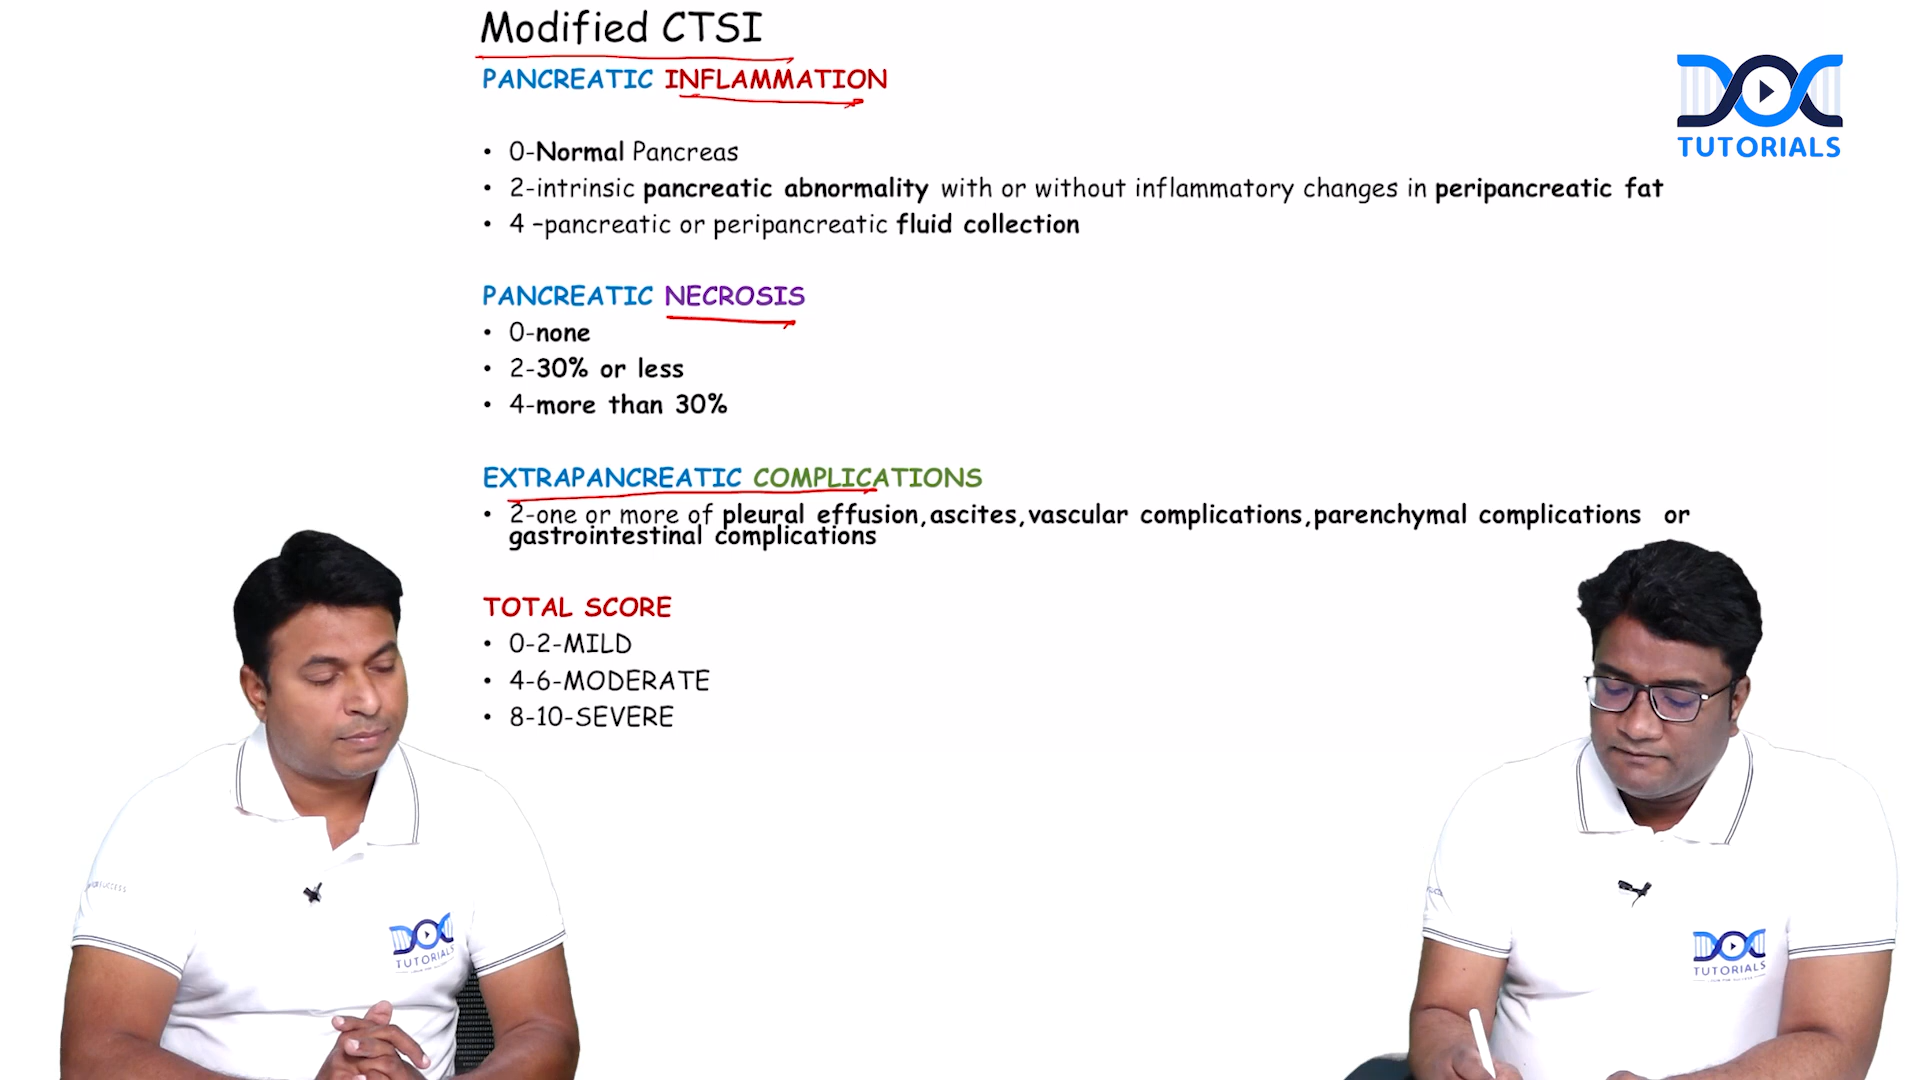 Modified CTSI
PANCREATIC INFLAMMATION
TUTORIALS
• 0-Normal Pancreas
• 2-intrinsic pancreatic abnormality with or without inflammatory changes in peripancreatic fat
• 4 –pancreatic or peripancreatic fluid collection
PANCREATIC NECROSIS
• 0-none
• 2-30% or less
• 4-more than 30%
EXTRAPANCREATIC COMPLICATIONS
• 2-one or more of pleural effusion,ascites,vascular complications,parenchymal complications or
gastrointestinal complications
TOTAL SCORE
• 0-2-MILD
• 4-6-MODERATE
• 8-10-SEVERE
SUCCESS
TUTORIALS
TUTORIALS